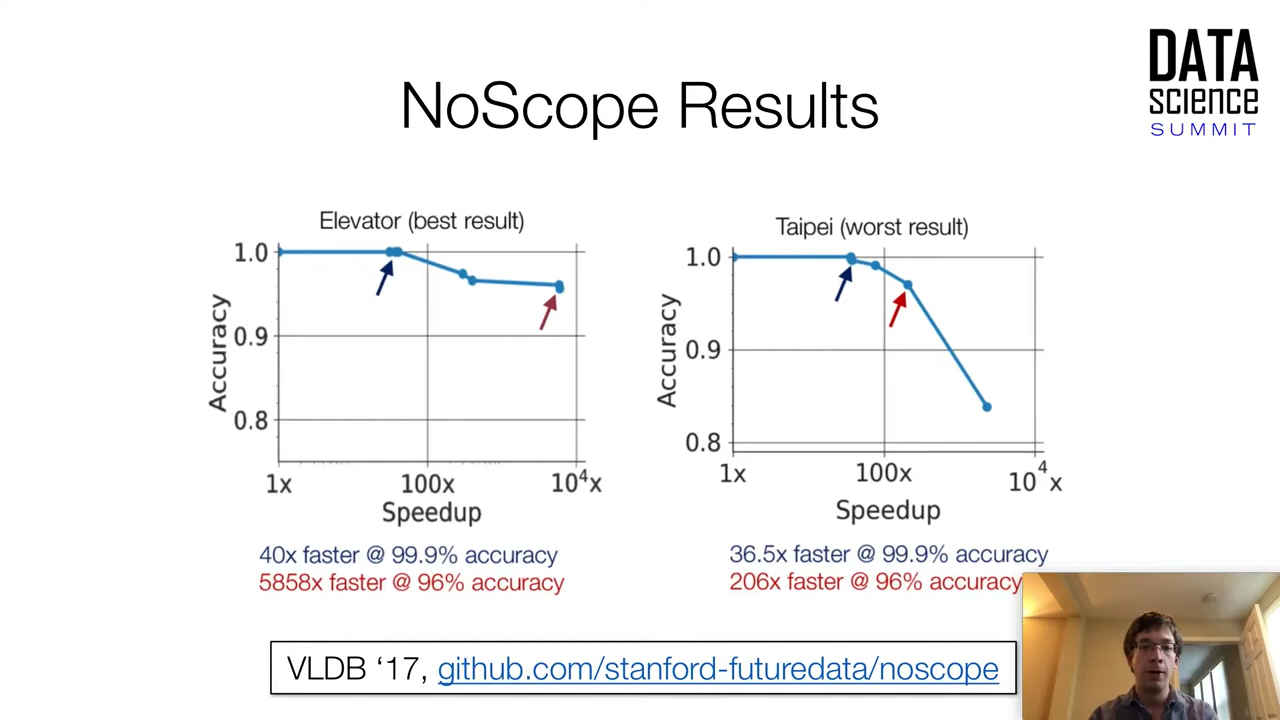 DATA
science
SUMMIT
NoScope Results
Elevator (best result)
1.0
0.9
0.8
Accuracy
1x
100x
10⁴x
Speedup
40x faster @ 99.9% accuracy
5858x faster @ 96% accuracy
Taipei (worst result)
1.0
0.9
0.8
Accuracy
1x
100x
10⁴x
Speedup
36.5x faster @ 99.9% accuracy
206x faster @ 96% accuracy
VLDB ‘17, github.com/stanford-futuredata/noscope